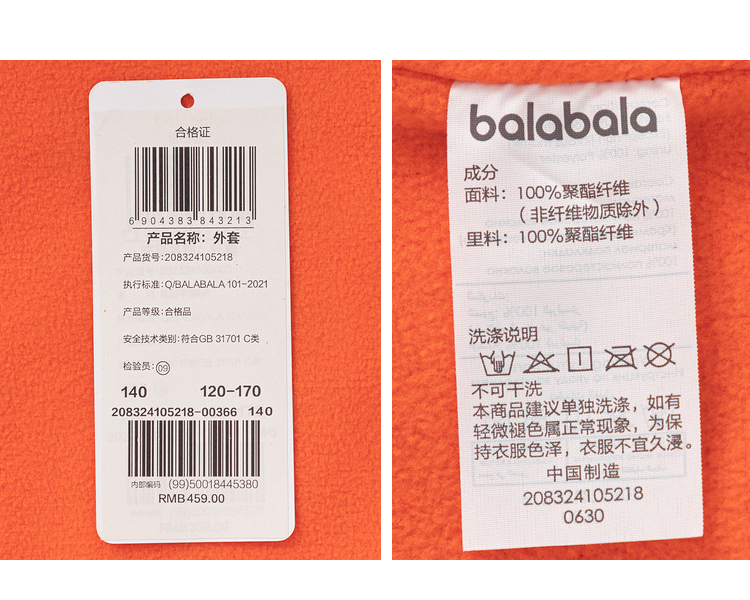 合格证
6904383843213
产品名称：外套
产品货号：208324105218
执行标准：Q/BALABALA 101-2021
产品等级：合格品
安全技术类别：符合GB 31701 C类
检验员：09
140 120-170
208324105218-00366 140
内部编码 (99)50018445380
RMB459.00
balabala
成分
面料：100%聚酯纤维
（非纤维物质除外）
里料：100%聚酯纤维
洗涤说明
不可干洗
本商品建议单独洗涤，如有
轻微褪色属正常现象，为保
持衣服色泽，衣服不宜久浸。
中国制造
208324105218
0630